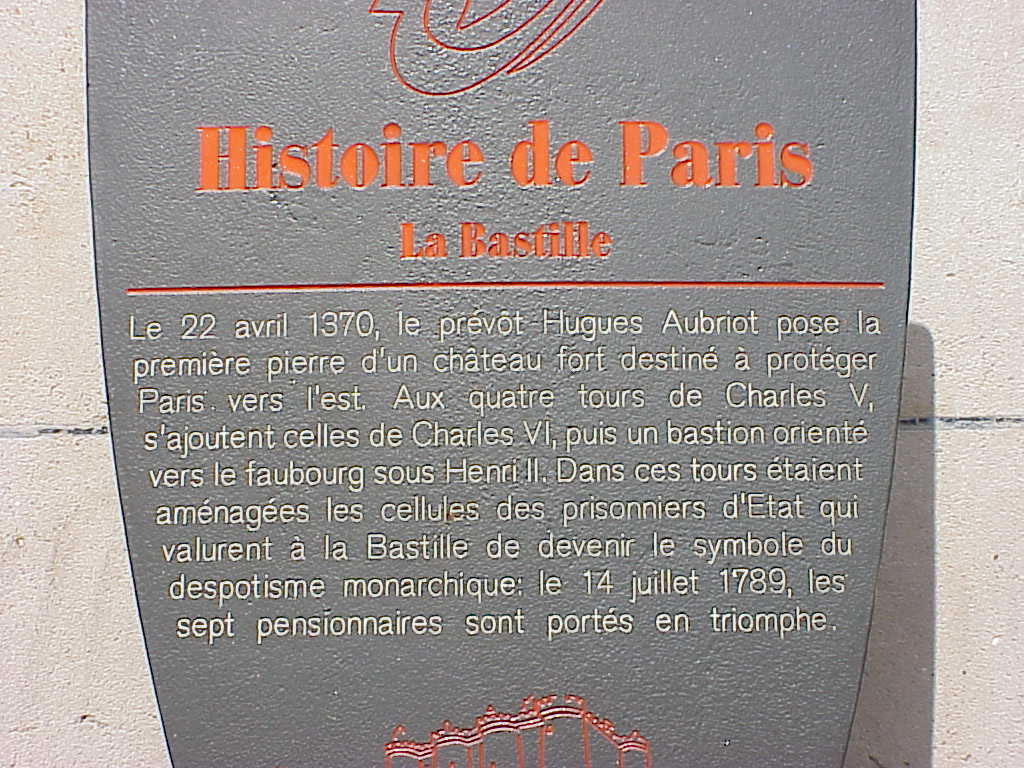 Histoire de Paris
La Bastille
Le 22 avril 1370, le prévôt Hugues Aubriot pose la
première pierre d'un château fort destiné à protéger
Paris vers l'est. Aux quatre tours de Charles V,
s'ajoutent celles de Charles VI, puis un bastion orienté
vers le faubourg sous Henri II. Dans ces tours étaient
aménagées les cellules des prisonniers d'Etat qui
valurent à la Bastille de devenir le symbole du
despotisme monarchique: le 14 juillet 1789, les
sept pensionnaires sont portés en triomphe.